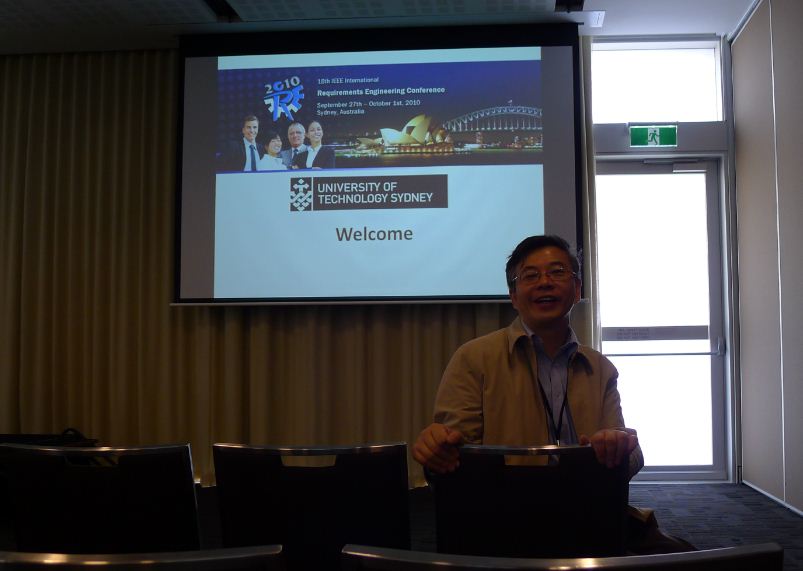 2010
R
18th IEEE International
Requirements Engineering Conference
September 27th – October 1st, 2010
Sydney, Australia
UNIVERSITY OF
TECHNOLOGY SYDNEY
Welcome